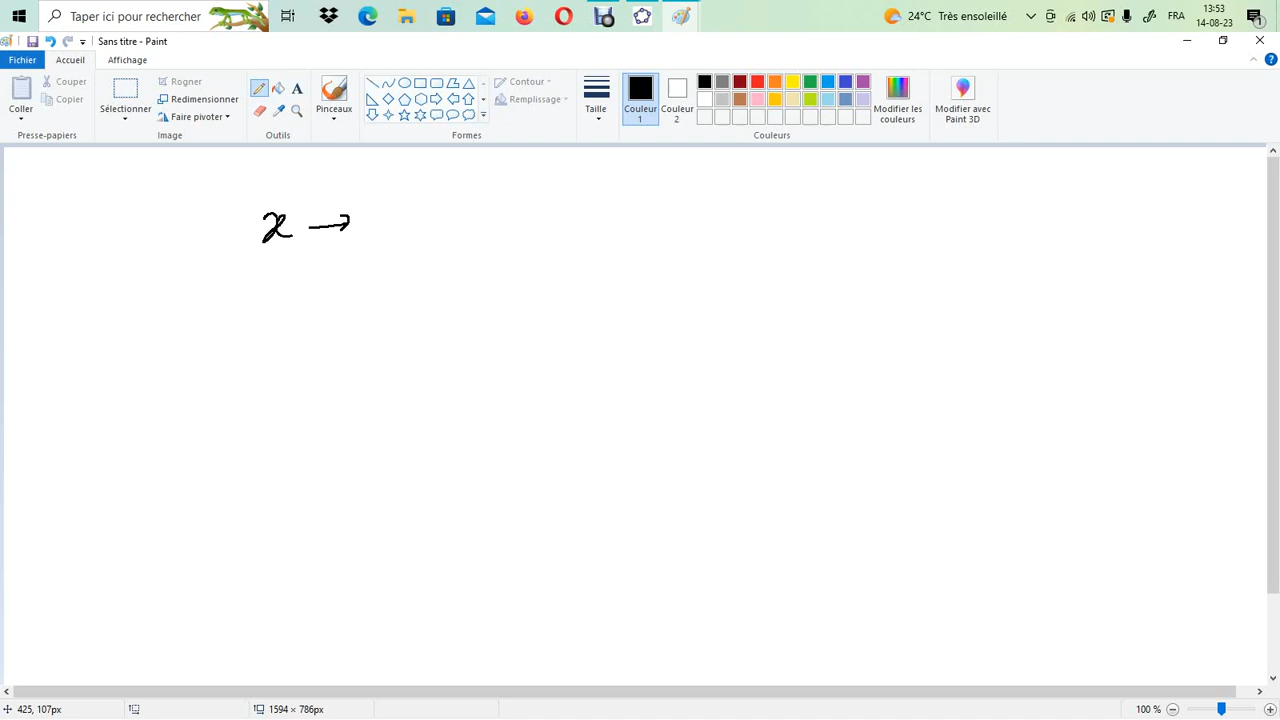 Taper ici pour rechercher
24°C Très ensoleillé
FRA
13:53
14-08-23
1
Sans titre - Paint
Fichier Accueil Affichage
Coller
Couper
Copier
Presse-papiers
Sélectionner
Rogner
Redimensionner
Faire pivoter
Image
A
Outils
Pinceaux
Contour
Remplissage
Formes
Taille
Couleur 1
Couleur 2
Modifier les couleurs
Couleurs
Modifier avec Paint 3D
x →
425, 107px
1594 × 786px
100 %